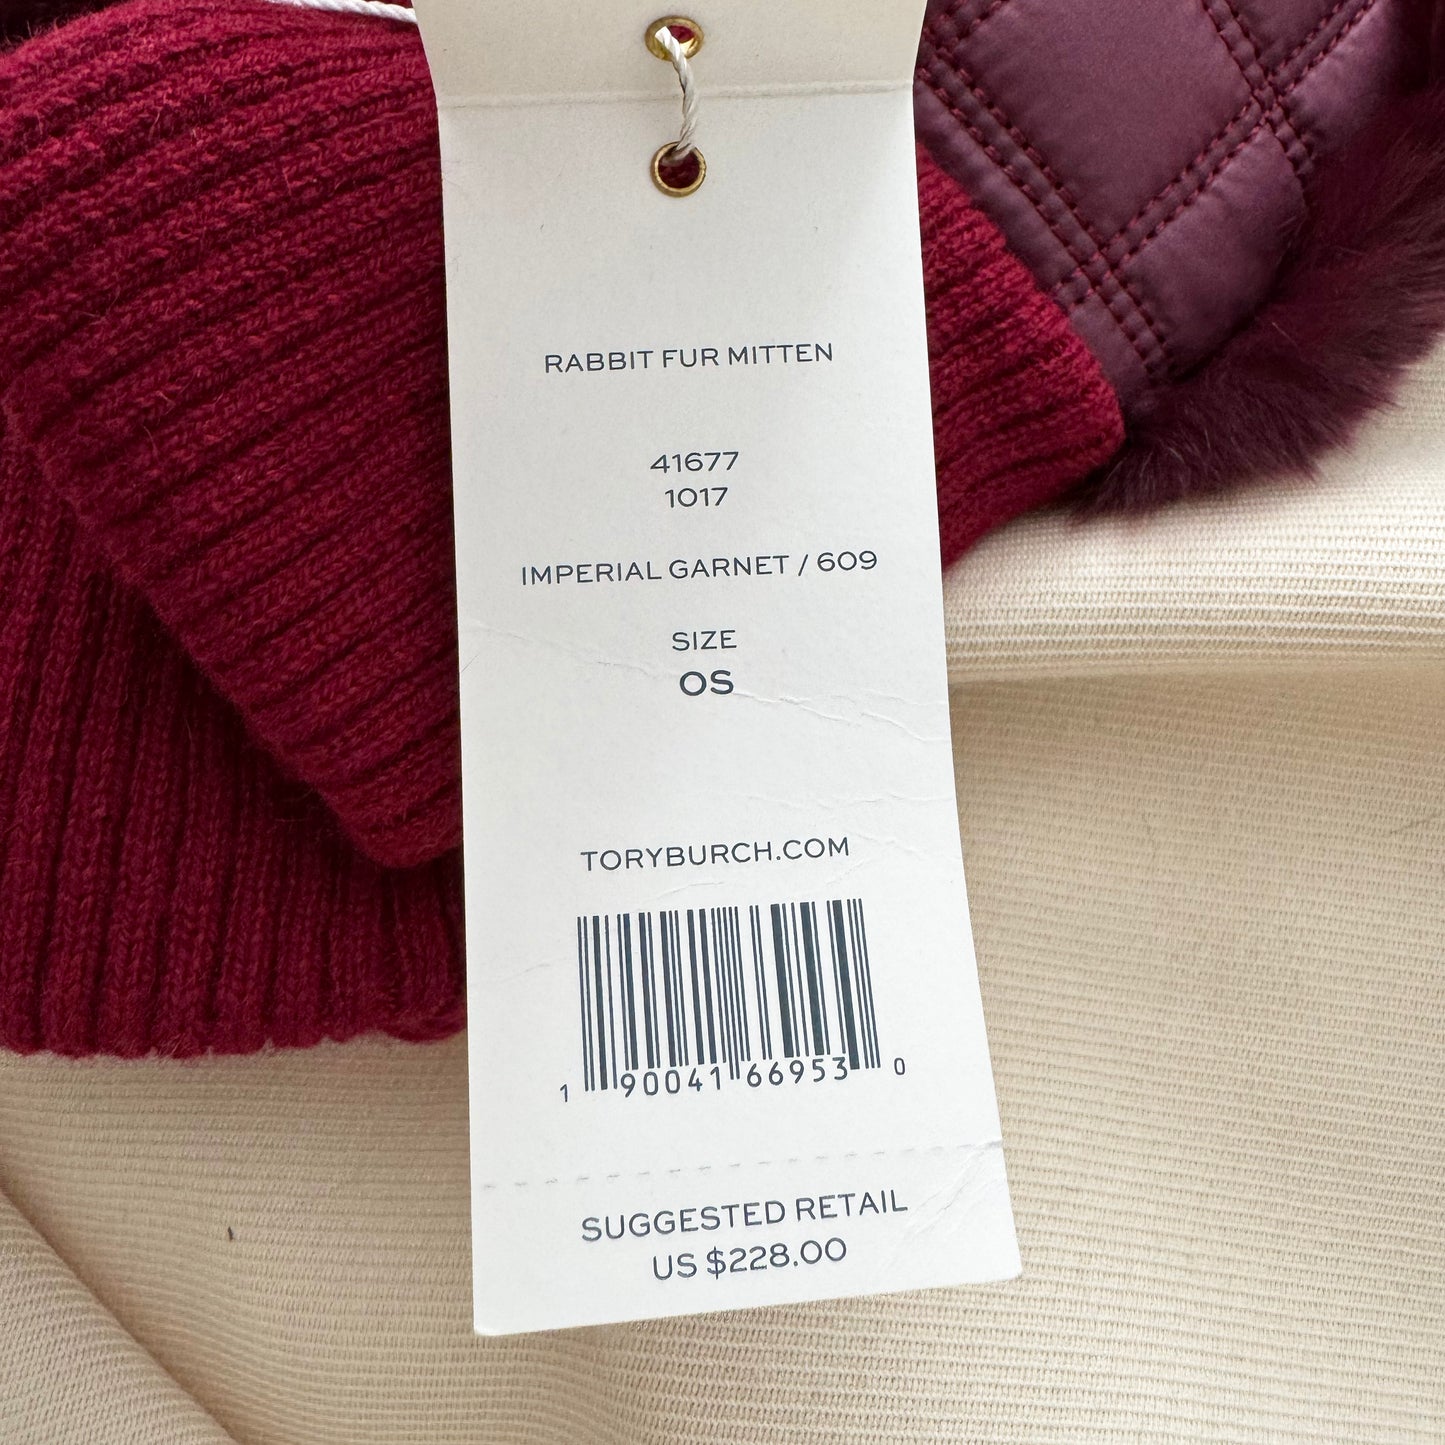 RABBIT FUR MITTEN
41677
1017
IMPERIAL GARNET / 609
SIZE
OS
TORYBURCH.COM
1 90041 66953 0
SUGGESTED RETAIL
US $228.00